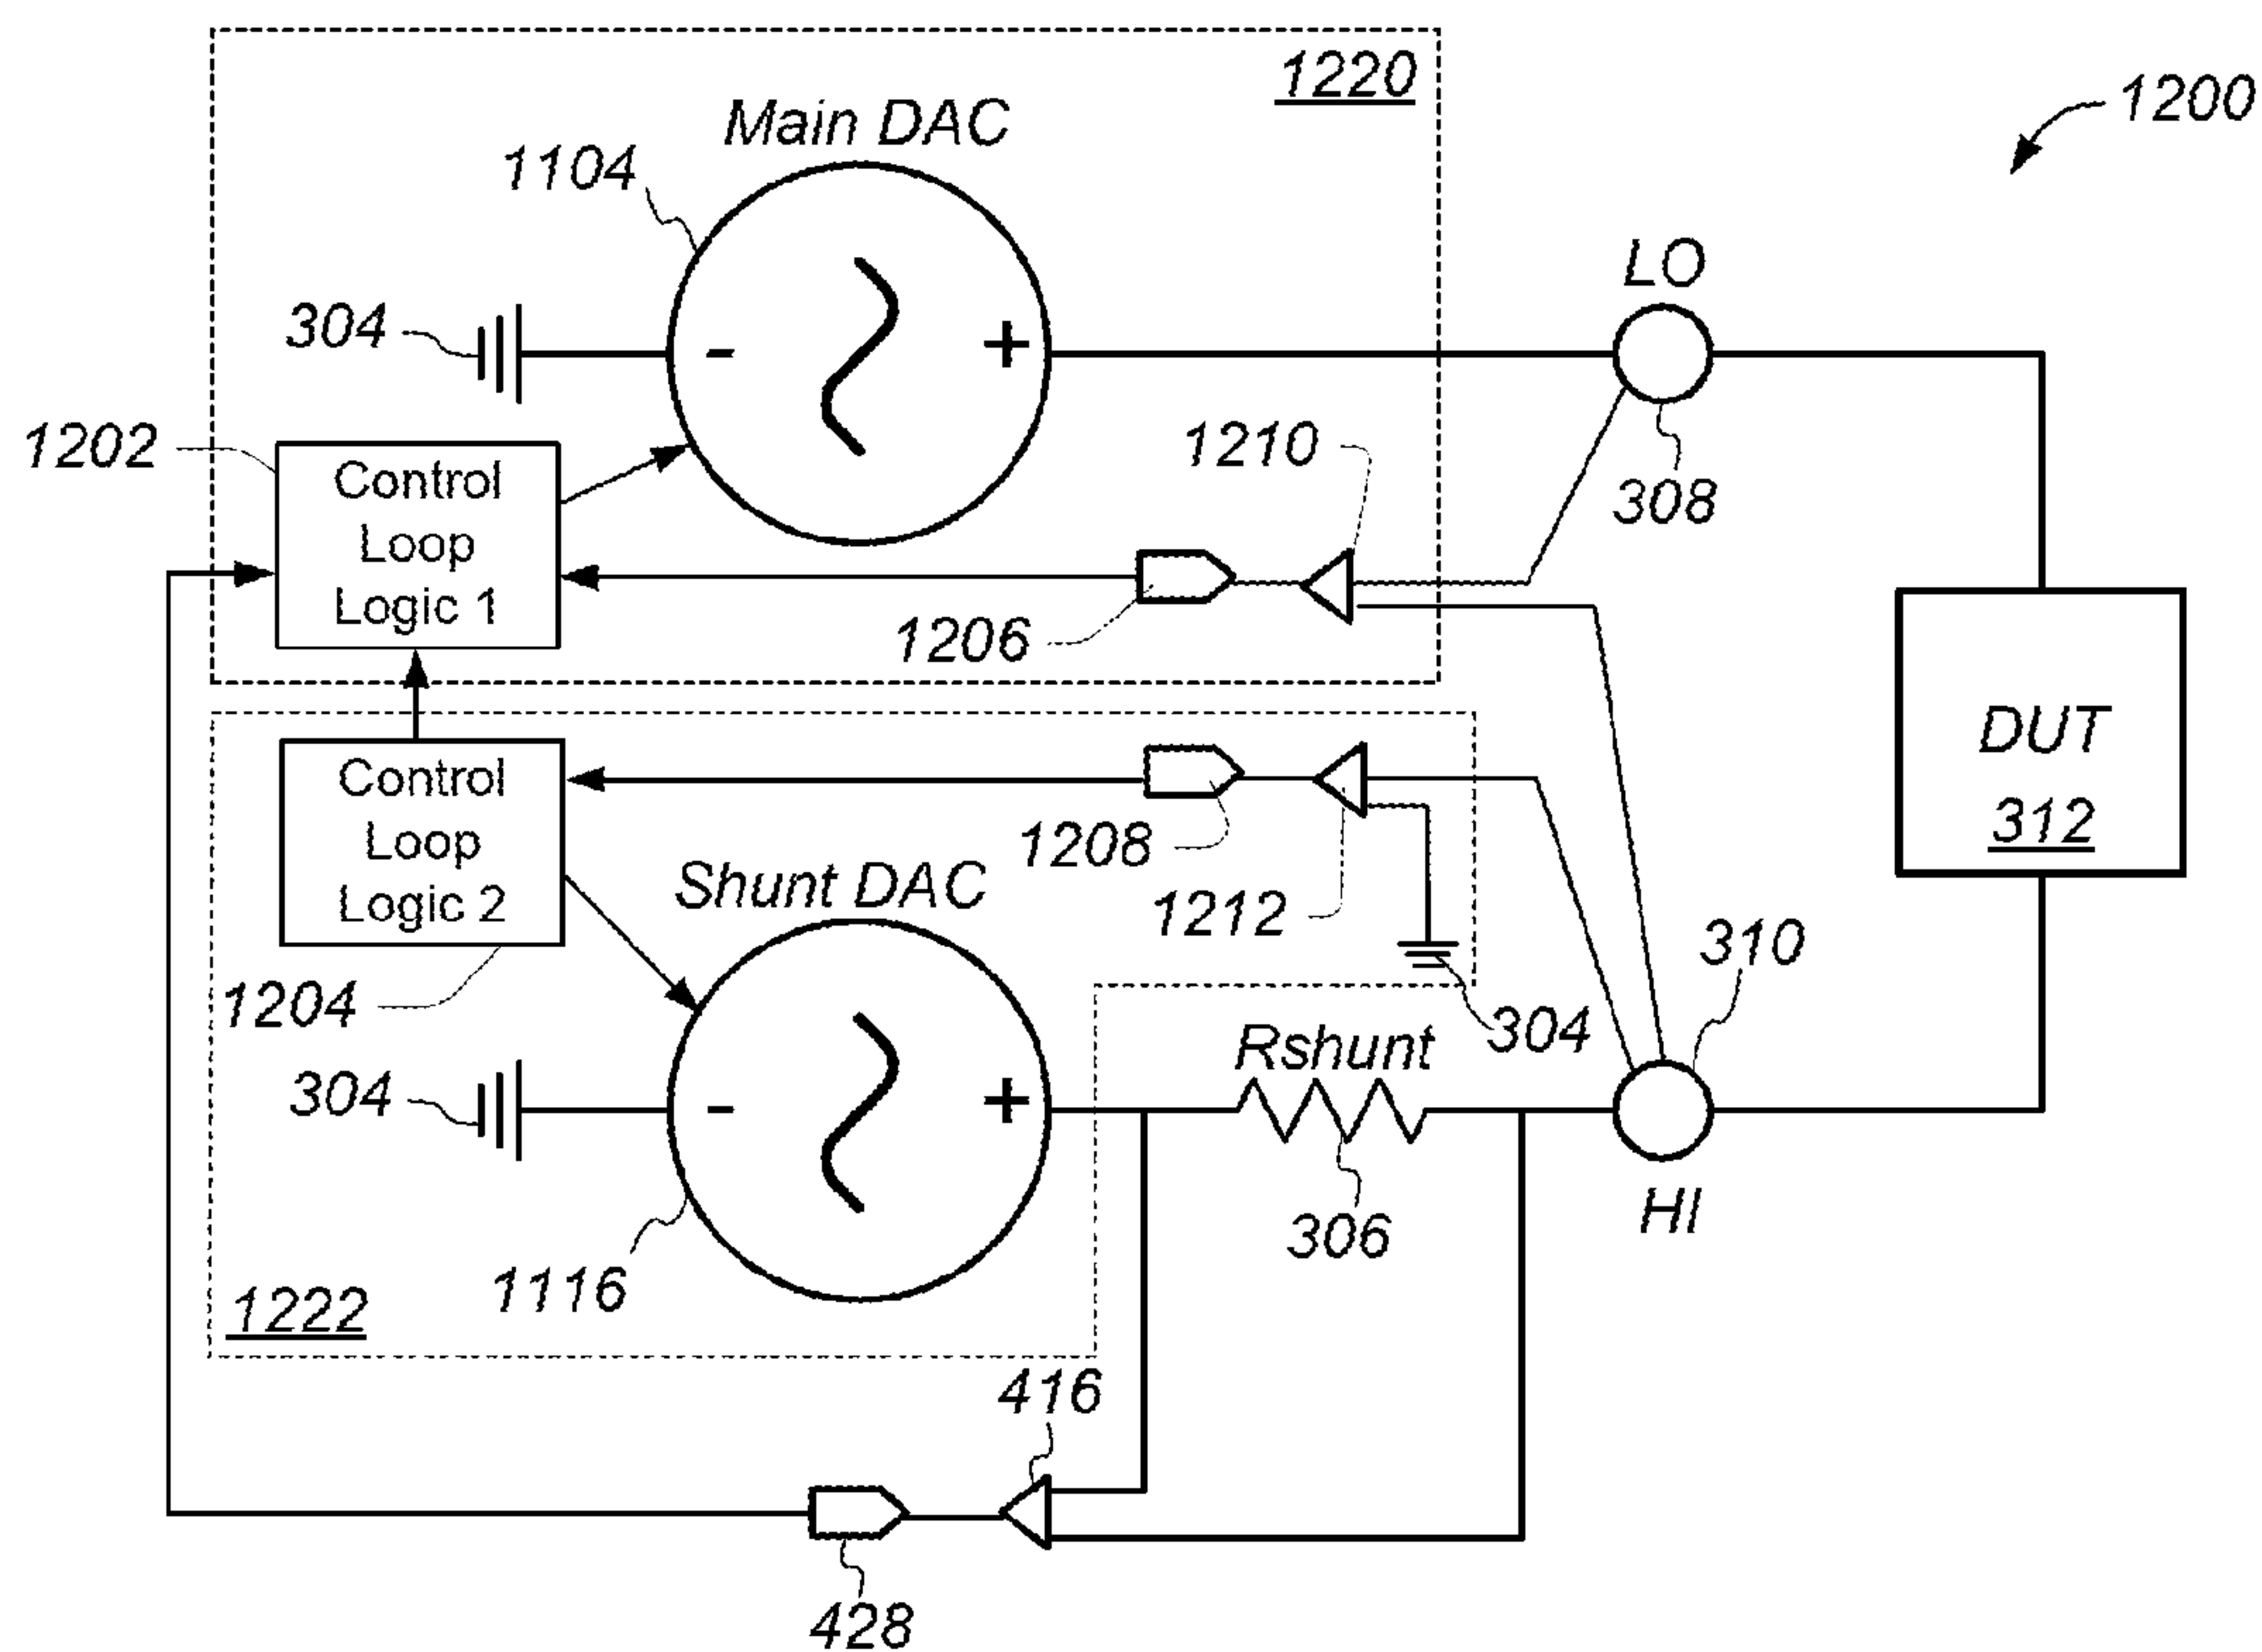 1220
1200
Main DAC
1104
LO
304
-
+
1202
Control
Loop
Logic 1
1210
308
1206
DUT
312
Control
Loop
Logic 2
1208
1212
Shunt DAC
310
1204
304
Rshunt
304
-
+
306
HI
1116
1222
416
428